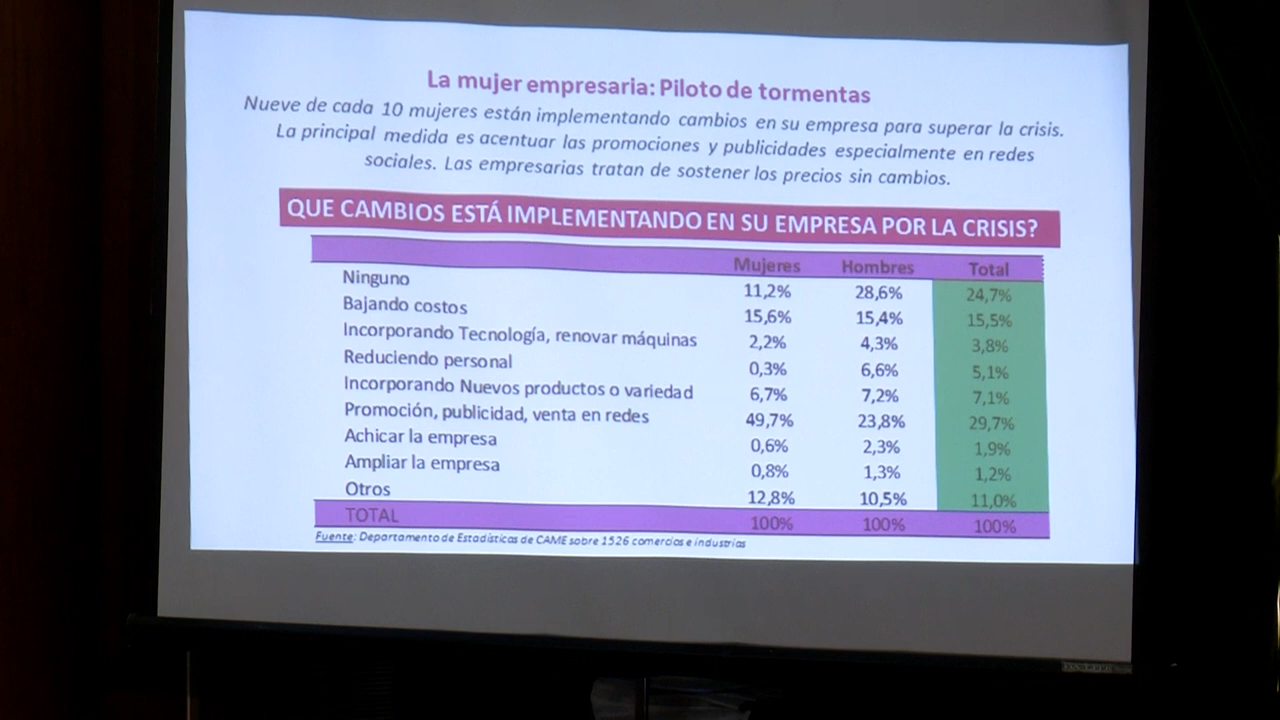 La mujer empresaria: Piloto de tormentas
Nueve de cada 10 mujeres están implementando cambios en su empresa para superar la crisis.
La principal medida es acentuar las promociones y publicidades especialmente en redes
sociales. Las empresarias tratan de sostener los precios sin cambios.
QUE CAMBIOS ESTÁ IMPLEMENTANDO EN SU EMPRESA POR LA CRISIS?
Mujeres Hombres Total
Ninguno 11,2% 28,6% 24,7%
Bajando costos 15,6% 15,4% 15,5%
Incorporando Tecnología, renovar máquinas 2,2% 4,3% 3,8%
Reduciendo personal 0,3% 6,6% 5,1%
Incorporando Nuevos productos o variedad 6,7% 7,2% 7,1%
Promoción, publicidad, venta en redes 49,7% 23,8% 29,7%
Achicar la empresa 0,6% 2,3% 1,9%
Ampliar la empresa 0,8% 1,3% 1,2%
Otros 12,8% 10,5% 11,0%
TOTAL 100% 100% 100%
Fuente: Departamento de Estadísticas de CAME sobre 1526 comercios e industrias